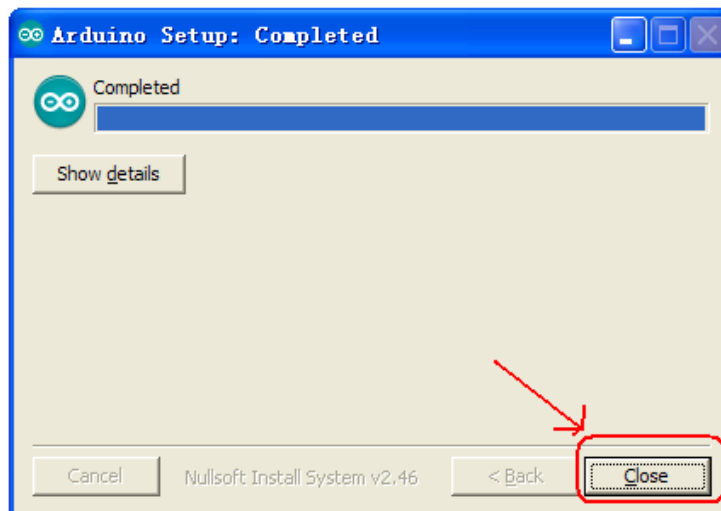 Arduino Setup: Completed
Completed
Show details
Cancel
Nullsoft Install System v2.46
< Back
Close